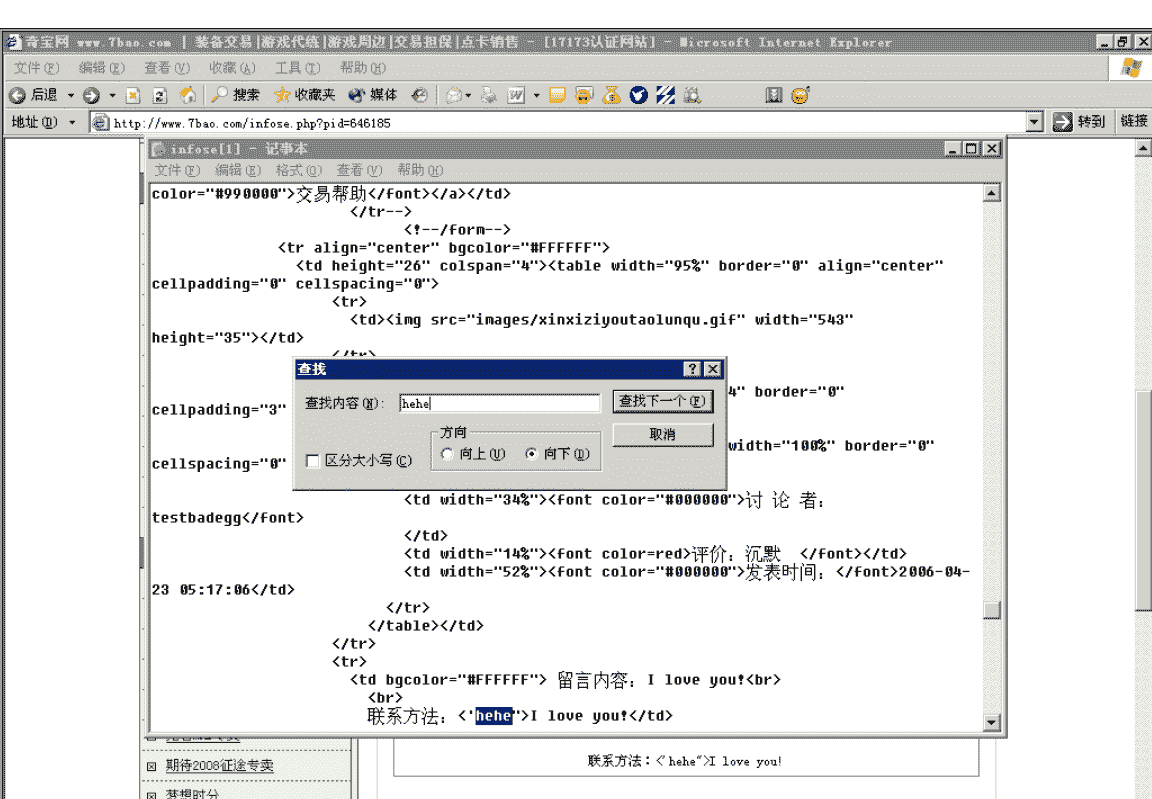 奇宝网 www.7bao.com | 装备交易|游戏代练|游戏周边|交易担保|点卡销售 - [17173认证网站] - Microsoft Internet Explorer
文件(F) 编辑(E) 查看(V) 收藏(A) 工具(T) 帮助(H)
后退 搜索 收藏夹 媒体
地址(D) http://www.7bao.com/infose.php?pid=646185 转到 链接
infose[1] - 记事本
文件(F) 编辑(E) 格式(O) 查看(V) 帮助(H)
color="#990000">交易帮助</font></a></td>
</tr-->
<!--/form-->
<tr align="center" bgcolor="#FFFFFF">
<td height="26" colspan="4"><table width="95%" border="0" align="center"
cellpadding="0" cellspacing="0">
<tr>
<td><img src="images/xinxiziyoutaolunqu.gif" width="543"
height="35"></td>
</tr>
查找
4" border="0"
cellpadding="3"
查找内容(N): hehe 查找下一个(F)
方向 取消
width="100%" border="0"
cellspacing="0"
区分大小写(C) 向上(U) 向下(D)
<td width="34%"><font color="#000000">讨 论 者:
testbadegg</font>
</td>
<td width="14%"><font color=red>评价: 沉默 </font></td>
<td width="52%"><font color="#000000">发表时间: </font>2006-04-
23 05:17:06</td>
</tr>
</table></td>
</tr>
<tr>
<td bgcolor="#FFFFFF"> 留言内容: I love you!<br>
<br>
联系方法: <'hehe">I love you!</td>
联系方法:<'hehe">I love you!
期待2008征途专卖
梦想时分